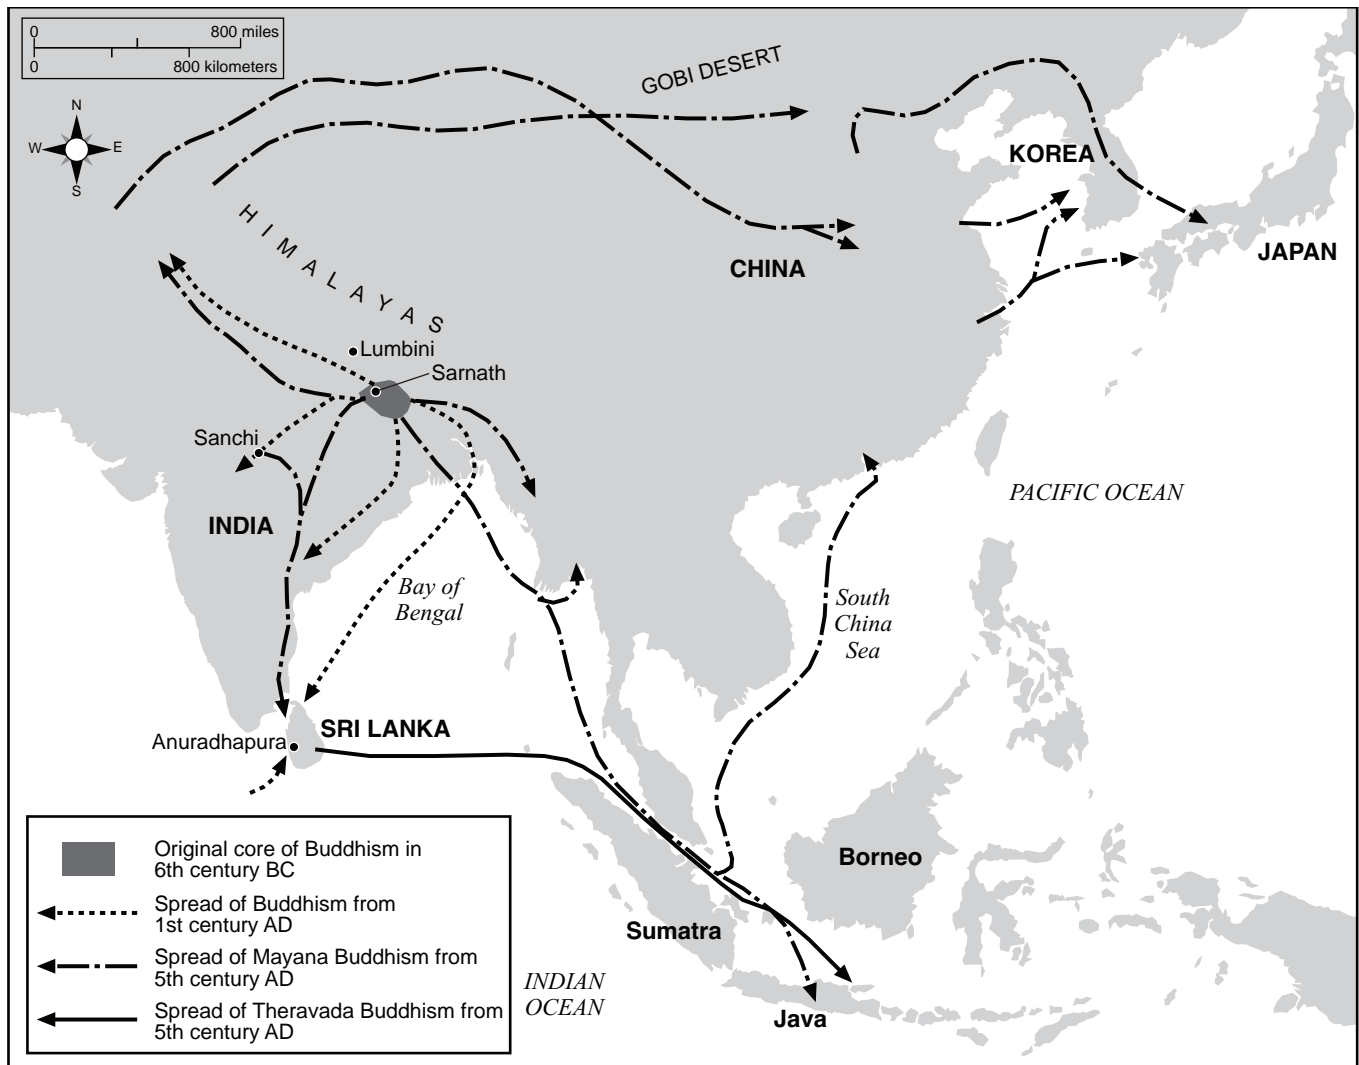 0 800 miles
0 800 kilometers
N
W E
S
GOBI DESERT
KOREA
JAPAN
CHINA
HIMALAYAS
Lumbini
Sarnath
Sanchi
INDIA
PACIFIC OCEAN
Bay of
Bengal
South
China
Sea
SRI LANKA
Anuradhapura
Borneo
Sumatra
INDIAN
OCEAN
Java
Original core of Buddhism in
6th century BC
Spread of Buddhism from
1st century AD
Spread of Mayana Buddhism from
5th century AD
Spread of Theravada Buddhism from
5th century AD